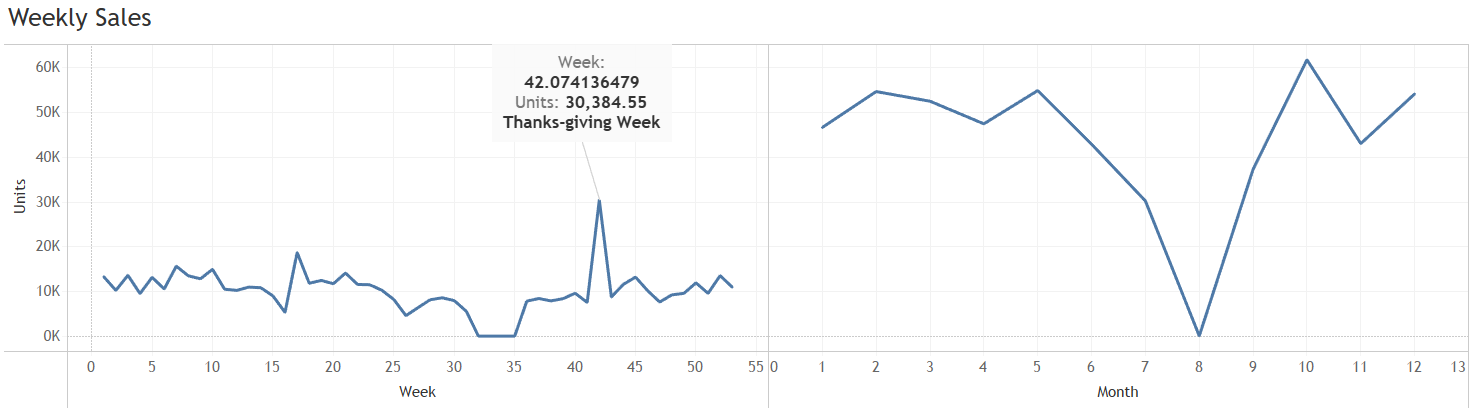 Weekly Sales
Week:
42.074136479
Units: 30,384.55
Thanks-giving Week
Units
60K
50K
40K
30K
20K
10K
0K
0 5 10 15 20 25 30 35 40 45 50 55
Week
0 1 2 3 4 5 6 7 8 9 10 11 12 13
Month